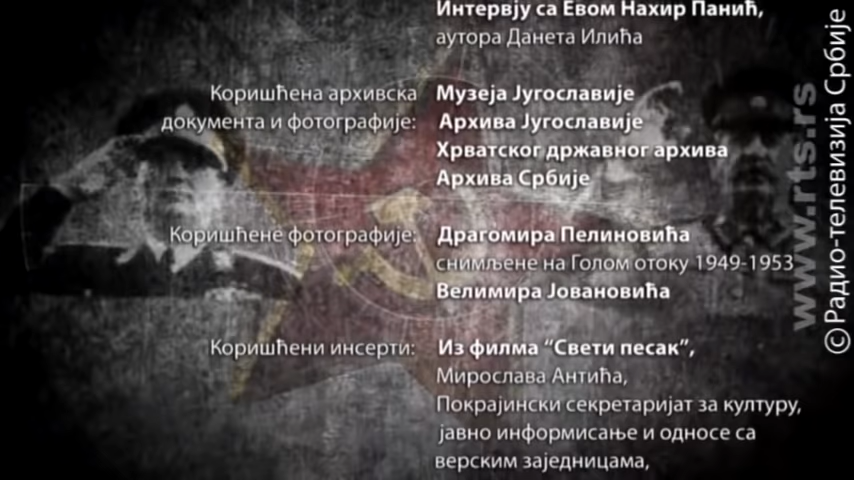 Интервју са Евом Нахир Панић,
аутора Данета Илића
Коришћена архивска Музеја Југославије
документа и фотографије: Архива Југославије
Хрватског државног архива
Архива Србије
Коришћене фотографије: Драгомира Пелиновића
снимљене на Голом отоку 1949-1953
Велимира Јовановића
Коришћени инсерти: Из филма “Свети песак”,
Мирослава Антића,
Покрајински секретаријат за културу,
јавно информисање и односе са
верским заједницама,
www.rts.rs
© Радио-телевизија Србије